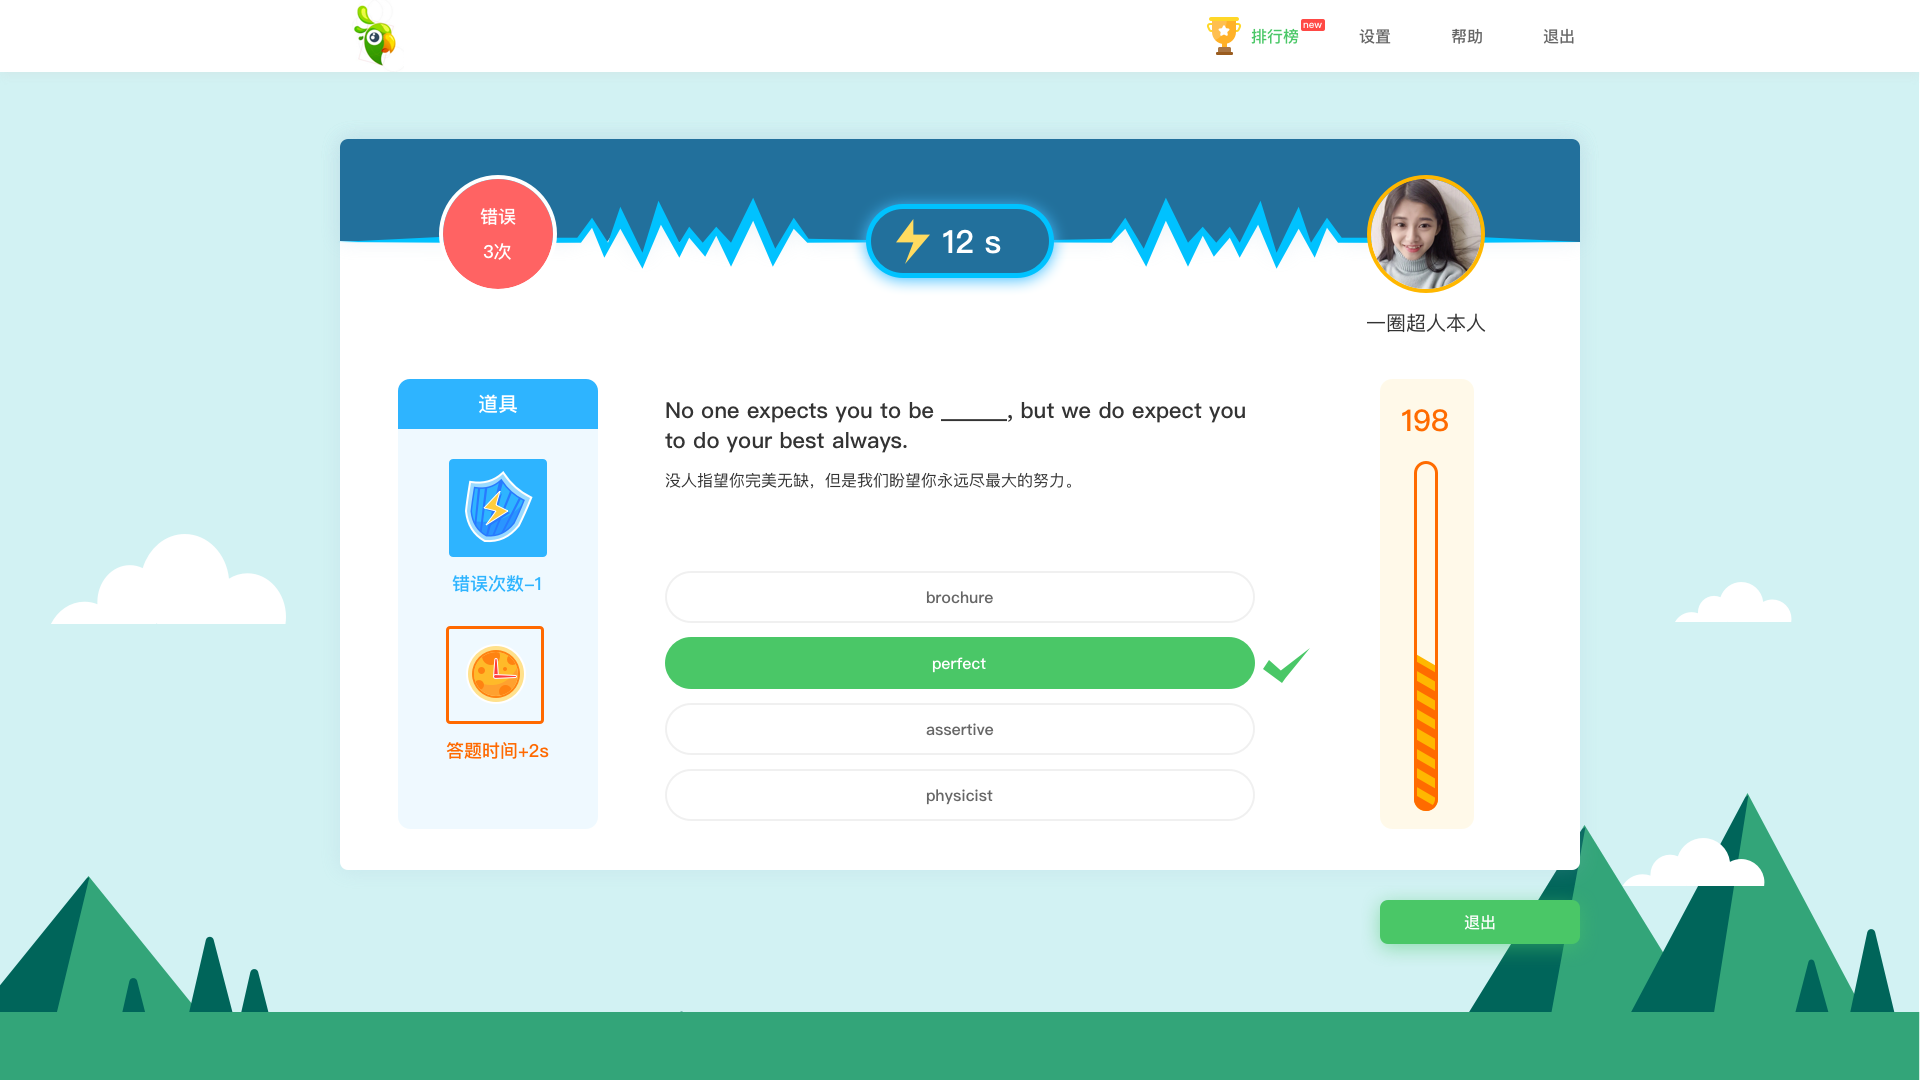 排行榜
new
设置
帮助
退出
错误
3次
12 s
一圈超人本人
道具
错误次数-1
答题时间+2s
No one expects you to be ______, but we do expect you
to do your best always.
没人指望你完美无缺，但是我们盼望你永远尽最大的努力。
brochure
perfect
assertive
physicist
198
退出